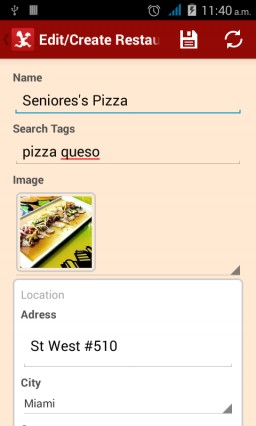 11:40 a.m.
Edit/Create Restau
Name
Seniores's Pizza
Search Tags
pizza queso
Image
Location
Adress
St West #510
City
Miami